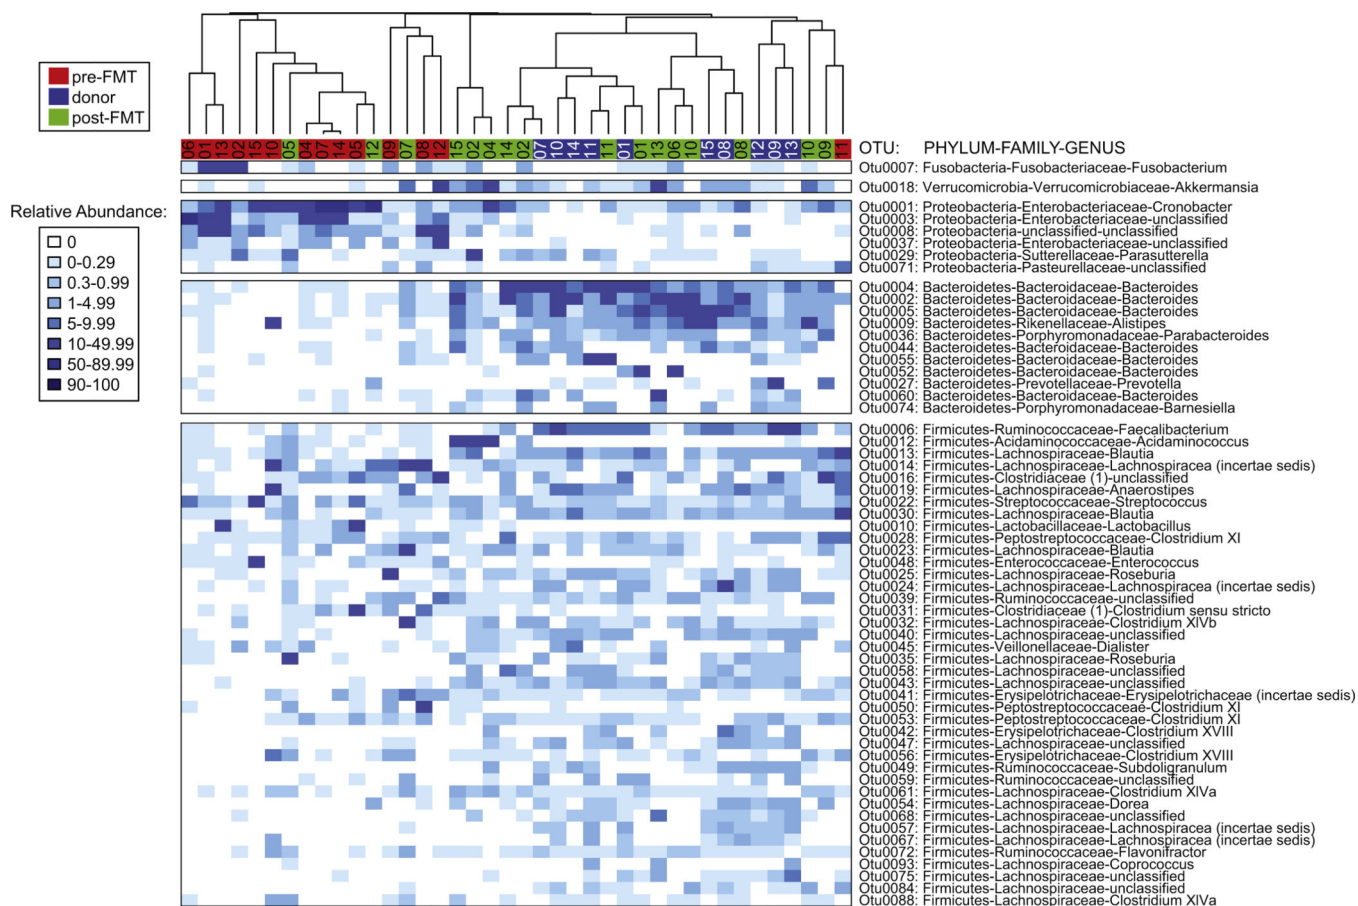 pre-FMT
donor
post-FMT
06 01 13 02 15 10 05 04 07 14 05 12 09 07 08 12 15 02 04 14 02 07 10 14 11 11 01 01 13 06 10 15 08 08 12 09 13 10 09 11
OTU: PHYLUM-FAMILY-GENUS
Otu0007: Fusobacteria-Fusobacteriaceae-Fusobacterium
Otu0018: Verrucomicrobia-Verrucomicrobiaceae-Akkermansia
Relative Abundance:
0
0-0.29
0.3-0.99
1-4.99
5-9.99
10-49.99
50-89.99
90-100
Otu0001: Proteobacteria-Enterobacteriaceae-Cronobacter
Otu0003: Proteobacteria-Enterobacteriaceae-unclassified
Otu0008: Proteobacteria-unclassified-unclassified
Otu0037: Proteobacteria-Enterobacteriaceae-unclassified
Otu0029: Proteobacteria-Sutterellaceae-Parasutterella
Otu0071: Proteobacteria-Pasteurellaceae-unclassified
Otu0004: Bacteroidetes-Bacteroidaceae-Bacteroides
Otu0002: Bacteroidetes-Bacteroidaceae-Bacteroides
Otu0005: Bacteroidetes-Bacteroidaceae-Bacteroides
Otu0009: Bacteroidetes-Rikenellaceae-Alistipes
Otu0036: Bacteroidetes-Porphyromonadaceae-Parabacteroides
Otu0044: Bacteroidetes-Bacteroidaceae-Bacteroides
Otu0055: Bacteroidetes-Bacteroidaceae-Bacteroides
Otu0052: Bacteroidetes-Bacteroidaceae-Bacteroides
Otu0027: Bacteroidetes-Prevotellaceae-Prevotella
Otu0060: Bacteroidetes-Bacteroidaceae-Bacteroides
Otu0074: Bacteroidetes-Porphyromonadaceae-Barnesiella
Otu0006: Firmicutes-Ruminococcaceae-Faecalibacterium
Otu0012: Firmicutes-Acidaminococcaceae-Acidaminococcus
Otu0013: Firmicutes-Lachnospiraceae-Blautia
Otu0014: Firmicutes-Lachnospiraceae-Lachnospiracea (incertae sedis)
Otu0016: Firmicutes-Clostridiaceae (1)-unclassified
Otu0019: Firmicutes-Lachnospiraceae-Anaerostipes
Otu0022: Firmicutes-Streptococcaceae-Streptococcus
Otu0030: Firmicutes-Lachnospiraceae-Blautia
Otu0010: Firmicutes-Lactobacillaceae-Lactobacillus
Otu0028: Firmicutes-Peptostreptococcaceae-Clostridium XI
Otu0023: Firmicutes-Lachnospiraceae-Blautia
Otu0048: Firmicutes-Enterococcaceae-Enterococcus
Otu0025: Firmicutes-Lachnospiraceae-Roseburia
Otu0024: Firmicutes-Lachnospiraceae-Lachnospiracea (incertae sedis)
Otu0039: Firmicutes-Ruminococcaceae-unclassified
Otu0031: Firmicutes-Clostridiaceae (1)-Clostridium sensu stricto
Otu0032: Firmicutes-Lachnospiraceae-Clostridium XlVb
Otu0040: Firmicutes-Lachnospiraceae-unclassified
Otu0045: Firmicutes-Veillonellaceae-Dialister
Otu0035: Firmicutes-Lachnospiraceae-Roseburia
Otu0058: Firmicutes-Lachnospiraceae-unclassified
Otu0043: Firmicutes-Lachnospiraceae-unclassified
Otu0041: Firmicutes-Erysipelotrichaceae-Erysipelotrichaceae (incertae sedis)
Otu0050: Firmicutes-Peptostreptococcaceae-Clostridium XI
Otu0053: Firmicutes-Peptostreptococcaceae-Clostridium XI
Otu0042: Firmicutes-Erysipelotrichaceae-Clostridium XVIII
Otu0047: Firmicutes-Lachnospiraceae-unclassified
Otu0056: Firmicutes-Erysipelotrichaceae-Clostridium XVIII
Otu0049: Firmicutes-Ruminococcaceae-Subdoligranulum
Otu0059: Firmicutes-Ruminococcaceae-unclassified
Otu0061: Firmicutes-Lachnospiraceae-Clostridium XlVa
Otu0054: Firmicutes-Lachnospiraceae-Dorea
Otu0068: Firmicutes-Lachnospiraceae-unclassified
Otu0057: Firmicutes-Lachnospiraceae-Lachnospiracea (incertae sedis)
Otu0067: Firmicutes-Lachnospiraceae-Lachnospiracea (incertae sedis)
Otu0072: Firmicutes-Ruminococcaceae-Flavonifractor
Otu0093: Firmicutes-Lachnospiraceae-Coprococcus
Otu0075: Firmicutes-Lachnospiraceae-unclassified
Otu0084: Firmicutes-Lachnospiraceae-unclassified
Otu0088: Firmicutes-Lachnospiraceae-Clostridium XlVa